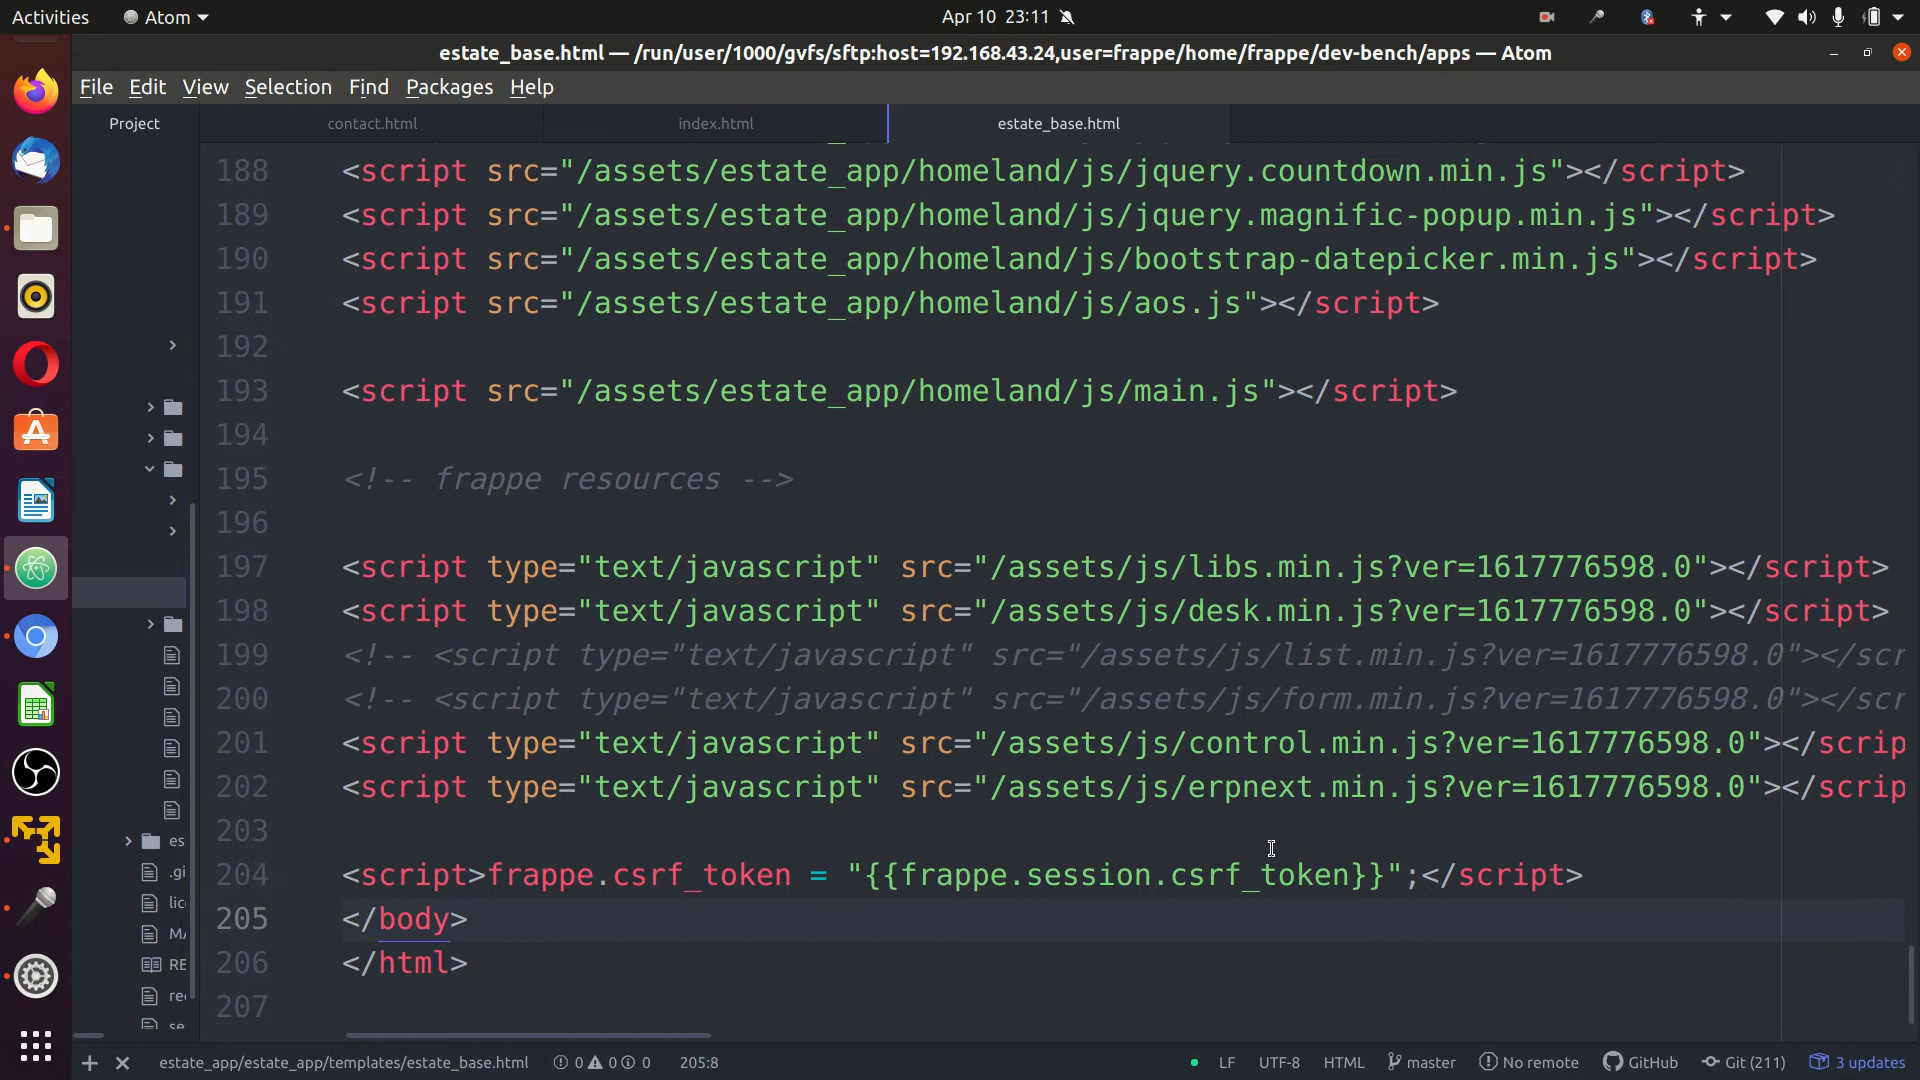 Activities
Atom
Apr 10 23:11
estate_base.html — /run/user/1000/gvfs/sftp:host=192.168.43.24,user=frappe/home/frappe/dev-bench/apps — Atom
File Edit View Selection Find Packages Help
Project
contact.html
index.html
estate_base.html
188 <script src="/assets/estate_app/homeland/js/jquery.countdown.min.js"></script>
189 <script src="/assets/estate_app/homeland/js/jquery.magnific-popup.min.js"></script>
190 <script src="/assets/estate_app/homeland/js/bootstrap-datepicker.min.js"></script>
191 <script src="/assets/estate_app/homeland/js/aos.js"></script>
192
193 <script src="/assets/estate_app/homeland/js/main.js"></script>
194
195 <!-- frappe resources -->
196
197 <script type="text/javascript" src="/assets/js/libs.min.js?ver=1617776598.0"></script>
198 <script type="text/javascript" src="/assets/js/desk.min.js?ver=1617776598.0"></script>
199 <!-- <script type="text/javascript" src="/assets/js/list.min.js?ver=1617776598.0"></scr
200 <!-- <script type="text/javascript" src="/assets/js/form.min.js?ver=1617776598.0"></scr
201 <script type="text/javascript" src="/assets/js/control.min.js?ver=1617776598.0"></scrip
202 <script type="text/javascript" src="/assets/js/erpnext.min.js?ver=1617776598.0"></scrip
203
204 <script>frappe.csrf_token = "{{frappe.session.csrf_token}}";</script>
205 </body>
206 </html>
207
es
.gi
lic
MA
RE
re
se
estate_app/estate_app/templates/estate_base.html 0 0 0 205:8
LF UTF-8 HTML master No remote GitHub Git (211) 3 updates